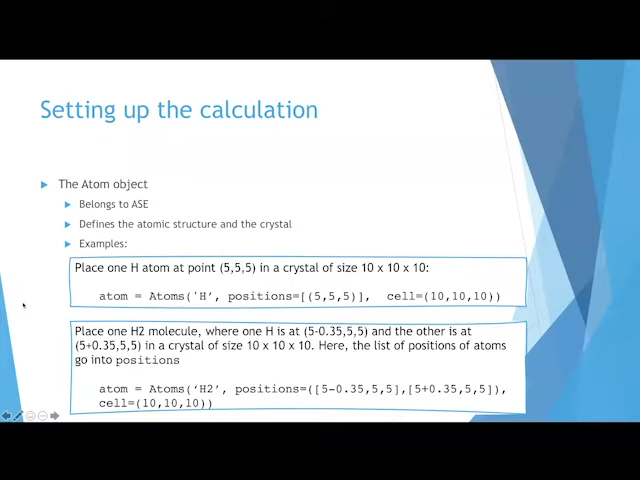 Setting up the calculation
The Atom object
Belongs to ASE
Defines the atomic structure and the crystal
Examples:
Place one H atom at point (5,5,5) in a crystal of size 10 x 10 x 10:
atom = Atoms('H’, positions=[(5,5,5)], cell=(10,10,10))
Place one H2 molecule, where one H is at (5-0.35,5,5) and the other is at
(5+0.35,5,5) in a crystal of size 10 x 10 x 10. Here, the list of positions of atoms
go into positions
atom = Atoms(‘H2’, positions=([5-0.35,5,5],[5+0.35,5,5]),
cell=(10,10,10))